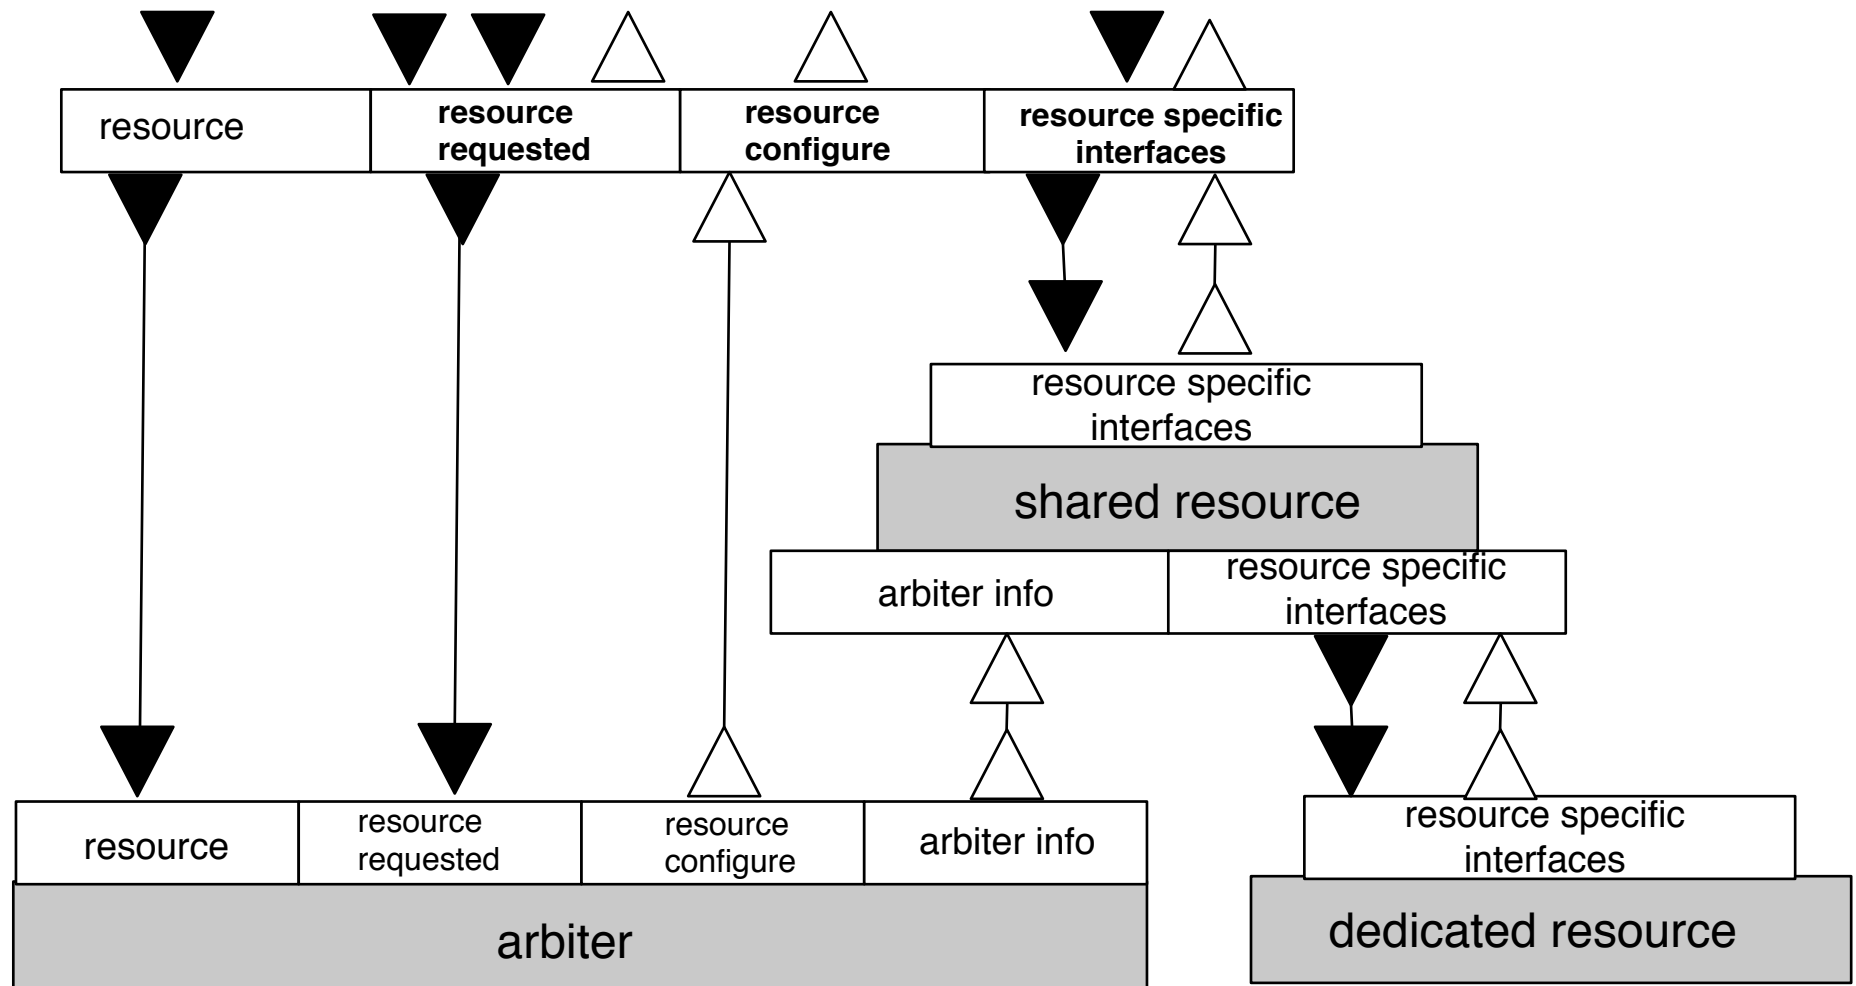 resource
resource
requested
resource
configure
resource specific
interfaces
resource specific
interfaces
shared resource
arbiter info
resource specific
interfaces
resource
resource
requested
resource
configure
arbiter info
resource specific
interfaces
arbiter
dedicated resource